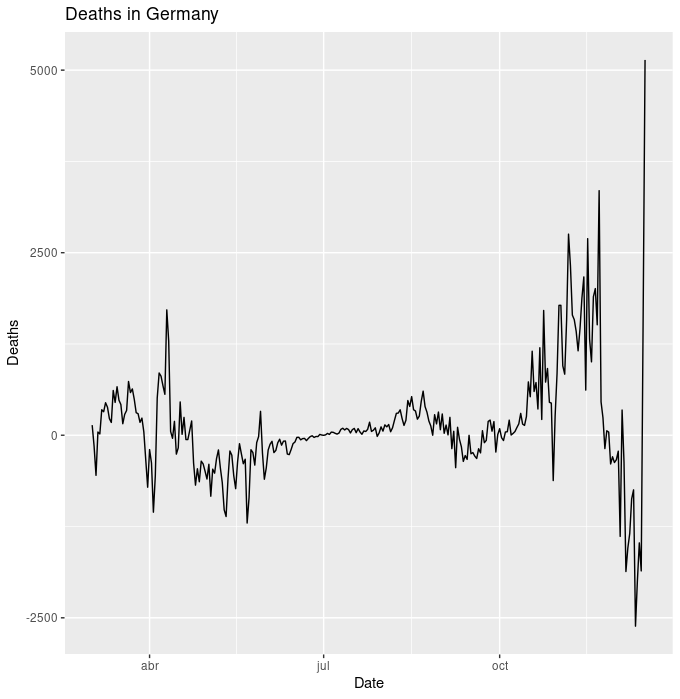 Deaths in Germany
5000
2500
0
-2500
Deaths
abr jul oct
Date